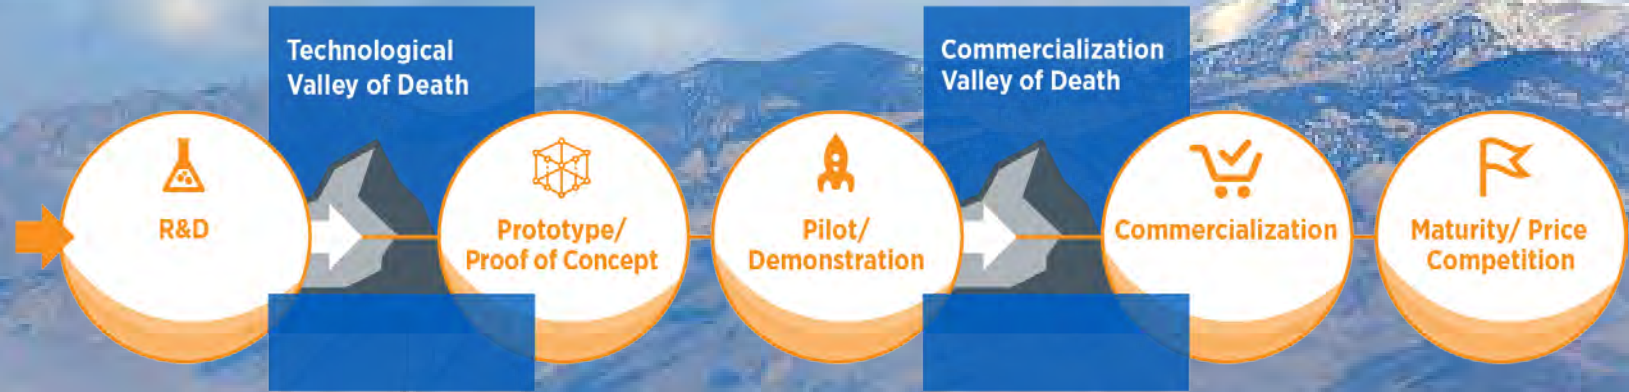 Technological
Valley of Death
Commercialization
Valley of Death
R&D
Prototype/
Proof of Concept
Pilot/
Demonstration
Commercialization
Maturity/ Price
Competition